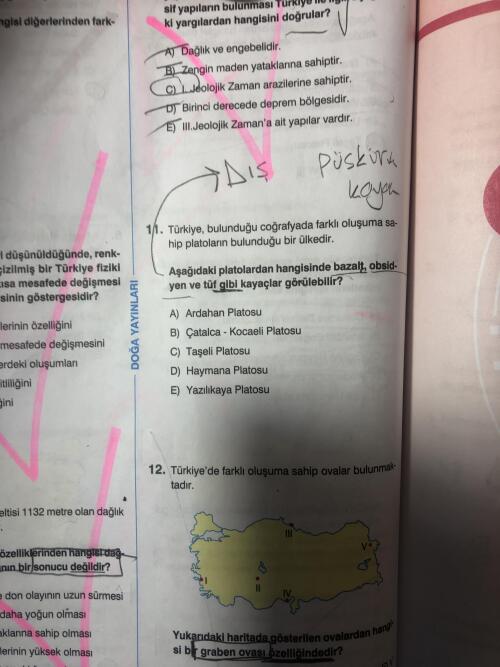 ngisi diğerlerinden fark-
i düşünüldüğünde, renk-
çizilmiş bir Türkiye fiziki
ısa mesafede değişmesi
sinin göstergesidir?
lerinin özelliğini
mesafede değişmesini
erdeki oluşumları
itliliğini
ğini
eltisi 1132 metre olan dağlık
özelliklerinden hangisi dağ-
nın bir sonucu değildir?
e don olayının uzun sürmesi
daha yoğun olması
aklarına sahip olması
lerinin yüksek olması
DOĞA YAYINLARI
sif yapıların bulunması Türkiye ile
ki yargılardan hangisini doğrular?
A) Dağlık ve engebelidir.
B) Zengin maden yataklarına sahiptir.
C) I.Jeolojik Zaman arazilerine sahiptir.
D) Birinci derecede deprem bölgesidir.
E) III.Jeolojik Zaman'a ait yapılar vardır.
DIŞ
püskürü
11. Türkiye, bulunduğu coğrafyada farklı oluşuma sa-
hip platoların bulunduğu bir ülkedir.
Aşağıdaki platolardan hangisinde bazalt, obsid-
yen ve tüf gibi kayaçlar görülebilir?
A) Ardahan Platosu
B) Çatalca - Kocaeli Platosu
C) Taşeli Platosu
D) Haymana Platosu
E) Yazılıkaya Platosu
12. Türkiye'de farklı oluşuma sahip ovalar bulunmak-
tadır.
III
V
I
II
IV
Yukarıdaki haritada gösterilen ovalardan hangi-
si bir graben ovası özelliğindedir?